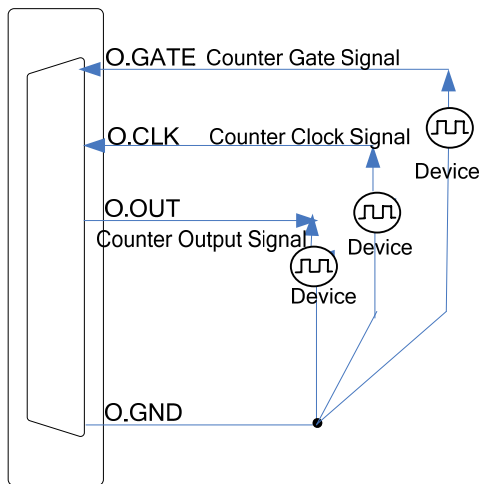 O.GATE Counter Gate Signal
O.CLK Counter Clock Signal
Device
O.OUT
Counter Output Signal
Device
Device
O.GND